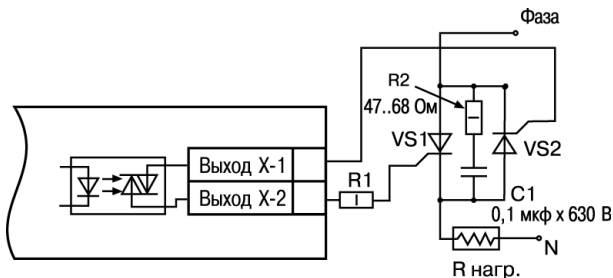 Фаза
R2
47..68 Ом
VS1
VS2
Выход X-1
R1
Выход X-2
C1
0,1 мкф x 630 В
N
R нагр.